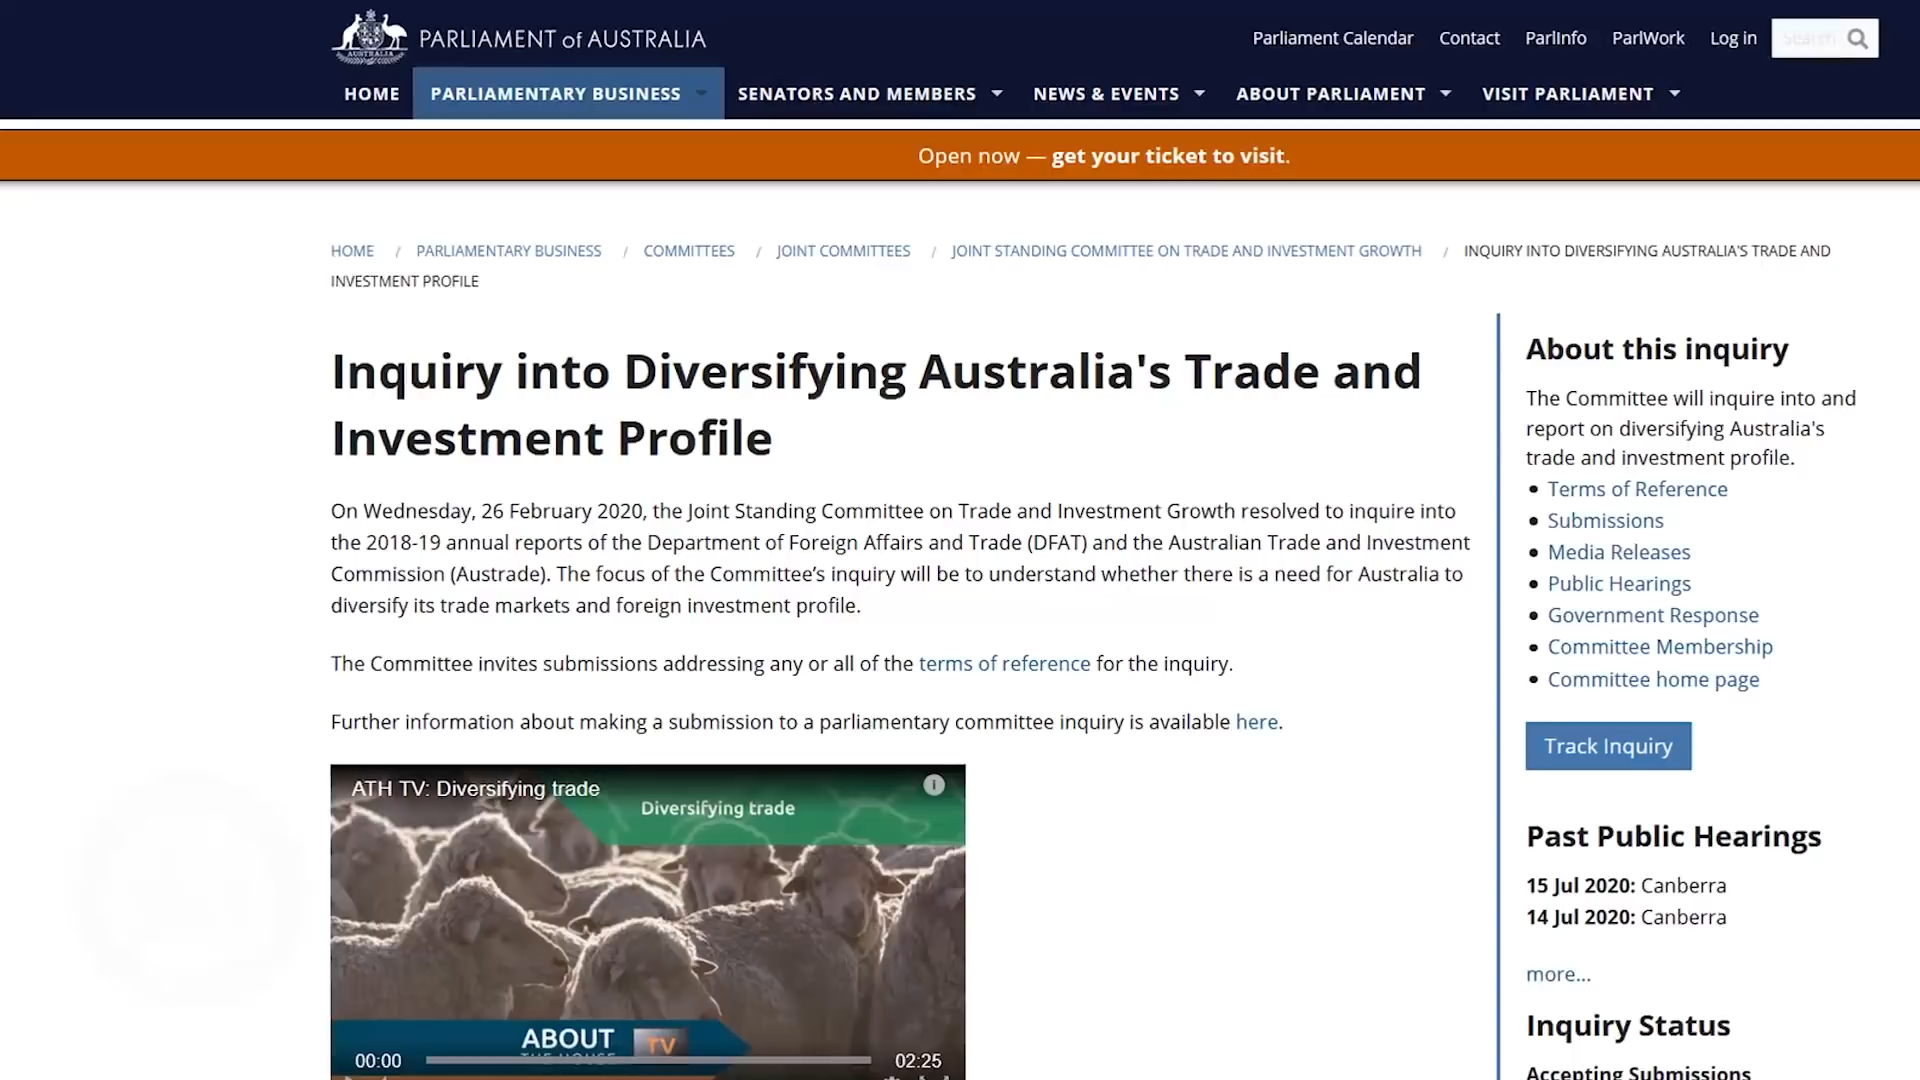 PARLIAMENT of AUSTRALIA
AUSTRALIA
Parliament Calendar
Contact
ParlInfo
ParlWork
Log in
Search
HOME
PARLIAMENTARY BUSINESS
SENATORS AND MEMBERS
NEWS & EVENTS
ABOUT PARLIAMENT
VISIT PARLIAMENT
Open now — get your ticket to visit.
HOME / PARLIAMENTARY BUSINESS / COMMITTEES / JOINT COMMITTEES / JOINT STANDING COMMITTEE ON TRADE AND INVESTMENT GROWTH / INQUIRY INTO DIVERSIFYING AUSTRALIA'S TRADE AND
INVESTMENT PROFILE
Inquiry into Diversifying Australia's Trade and
Investment Profile
On Wednesday, 26 February 2020, the Joint Standing Committee on Trade and Investment Growth resolved to inquire into
the 2018-19 annual reports of the Department of Foreign Affairs and Trade (DFAT) and the Australian Trade and Investment
Commission (Austrade). The focus of the Committee’s inquiry will be to understand whether there is a need for Australia to
diversify its trade markets and foreign investment profile.
The Committee invites submissions addressing any or all of the terms of reference for the inquiry.
Further information about making a submission to a parliamentary committee inquiry is available here.
ATH TV: Diversifying trade
Diversifying trade
ABOUT
THE HOUSE
TV
00:00
02:25
About this inquiry
The Committee will inquire into and
report on diversifying Australia's
trade and investment profile.
• Terms of Reference
• Submissions
• Media Releases
• Public Hearings
• Government Response
• Committee Membership
• Committee home page
Track Inquiry
Past Public Hearings
15 Jul 2020: Canberra
14 Jul 2020: Canberra
more...
Inquiry Status
Accepting Submissions